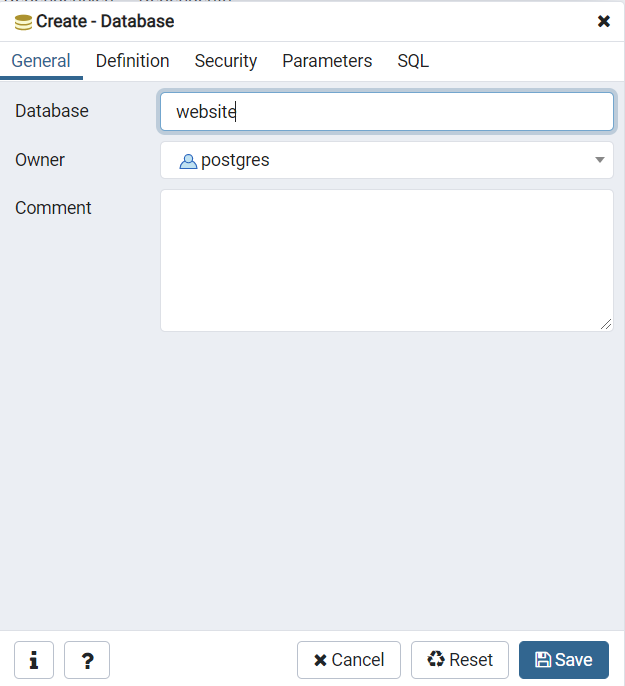 Create - Database
General Definition Security Parameters SQL
Database website
Owner postgres
Comment
i ? Cancel Reset Save